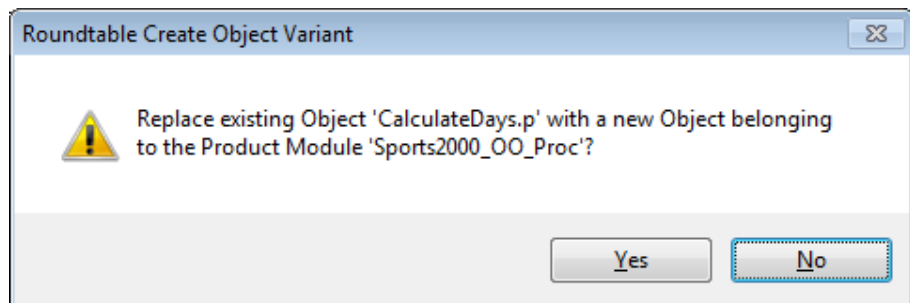 Roundtable Create Object Variant
Replace existing Object 'CalculateDays.p' with a new Object belonging
to the Product Module 'Sports2000_OO_Proc'?
Yes No